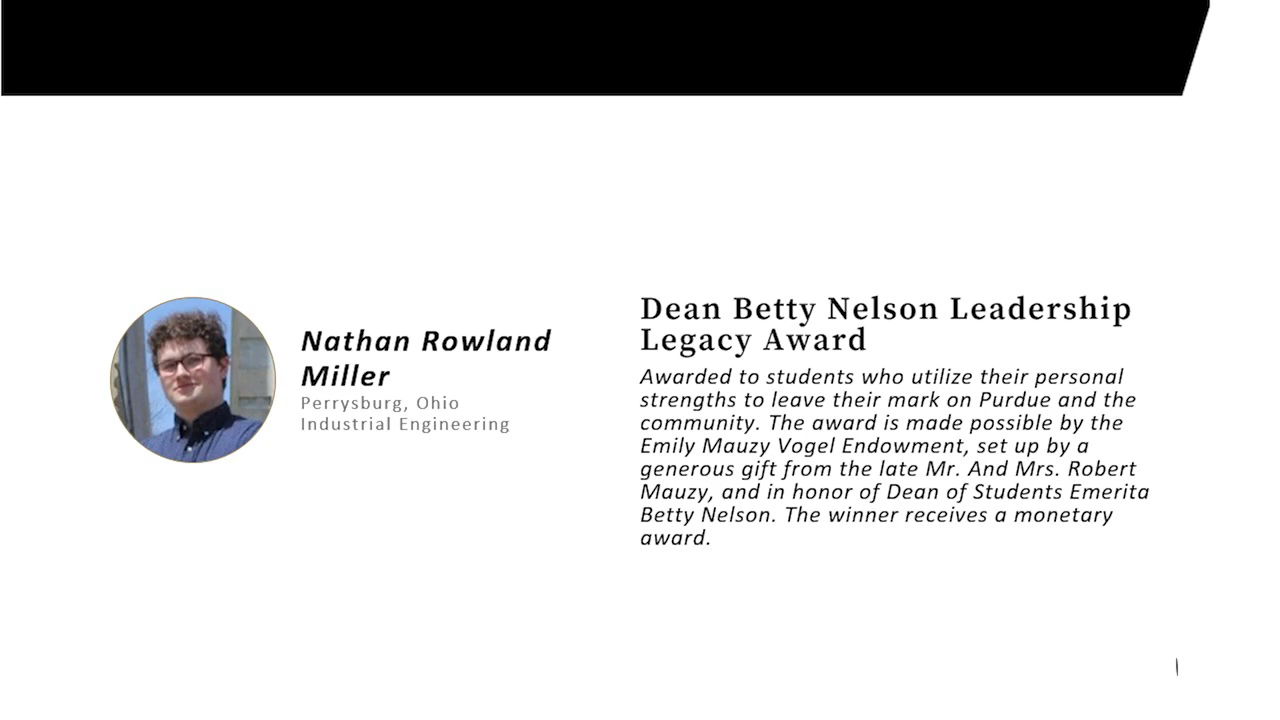 Nathan Rowland
Miller
Perrysburg, Ohio
Industrial Engineering
Dean Betty Nelson Leadership
Legacy Award
Awarded to students who utilize their personal
strengths to leave their mark on Purdue and the
community. The award is made possible by the
Emily Mauzy Vogel Endowment, set up by a
generous gift from the late Mr. And Mrs. Robert
Mauzy, and in honor of Dean of Students Emerita
Betty Nelson. The winner receives a monetary
award.